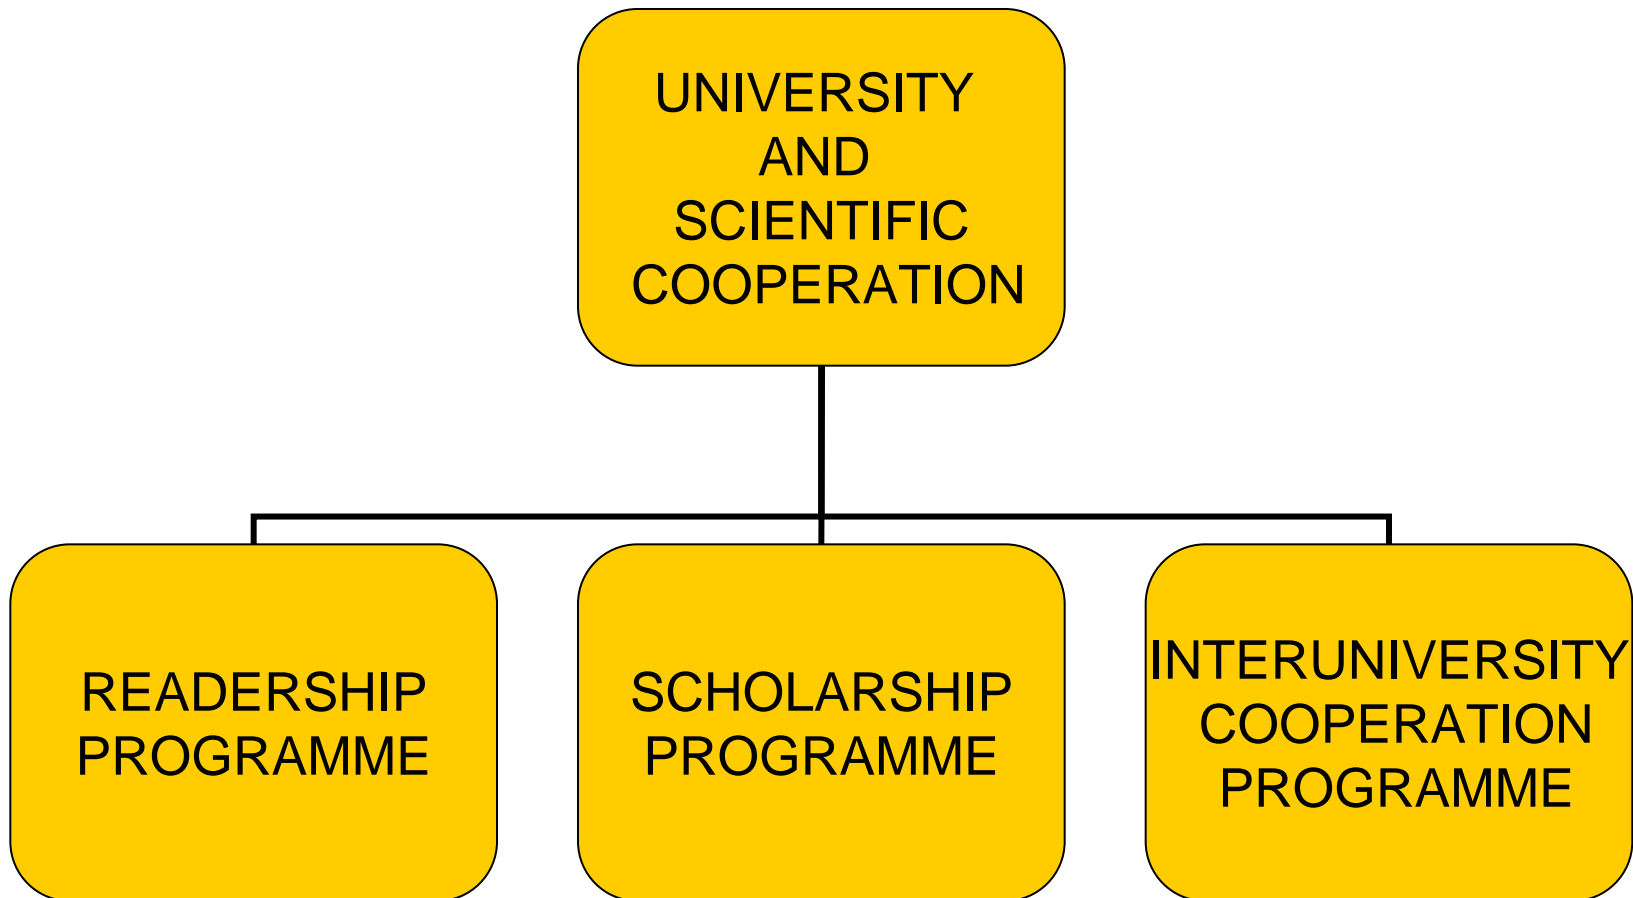 UNIVERSITY
AND
SCIENTIFIC
COOPERATION
READERSHIP
PROGRAMME
SCHOLARSHIP
PROGRAMME
INTERUNIVERSITY
COOPERATION
PROGRAMME